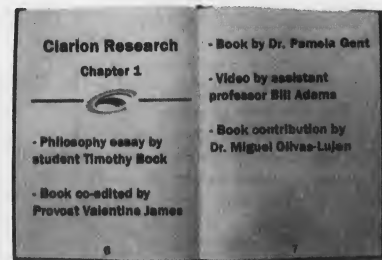 Clarion Research
Chapter 1
- Philosophy essay by
student Timothy Bock
- Book co-edited by
Provost Valentine James
6
- Book by Dr. Pamela Gent
- Video by assistant
professor Bill Adams
- Book contribution by
Dr. Miguel Olivas-Lujan
7